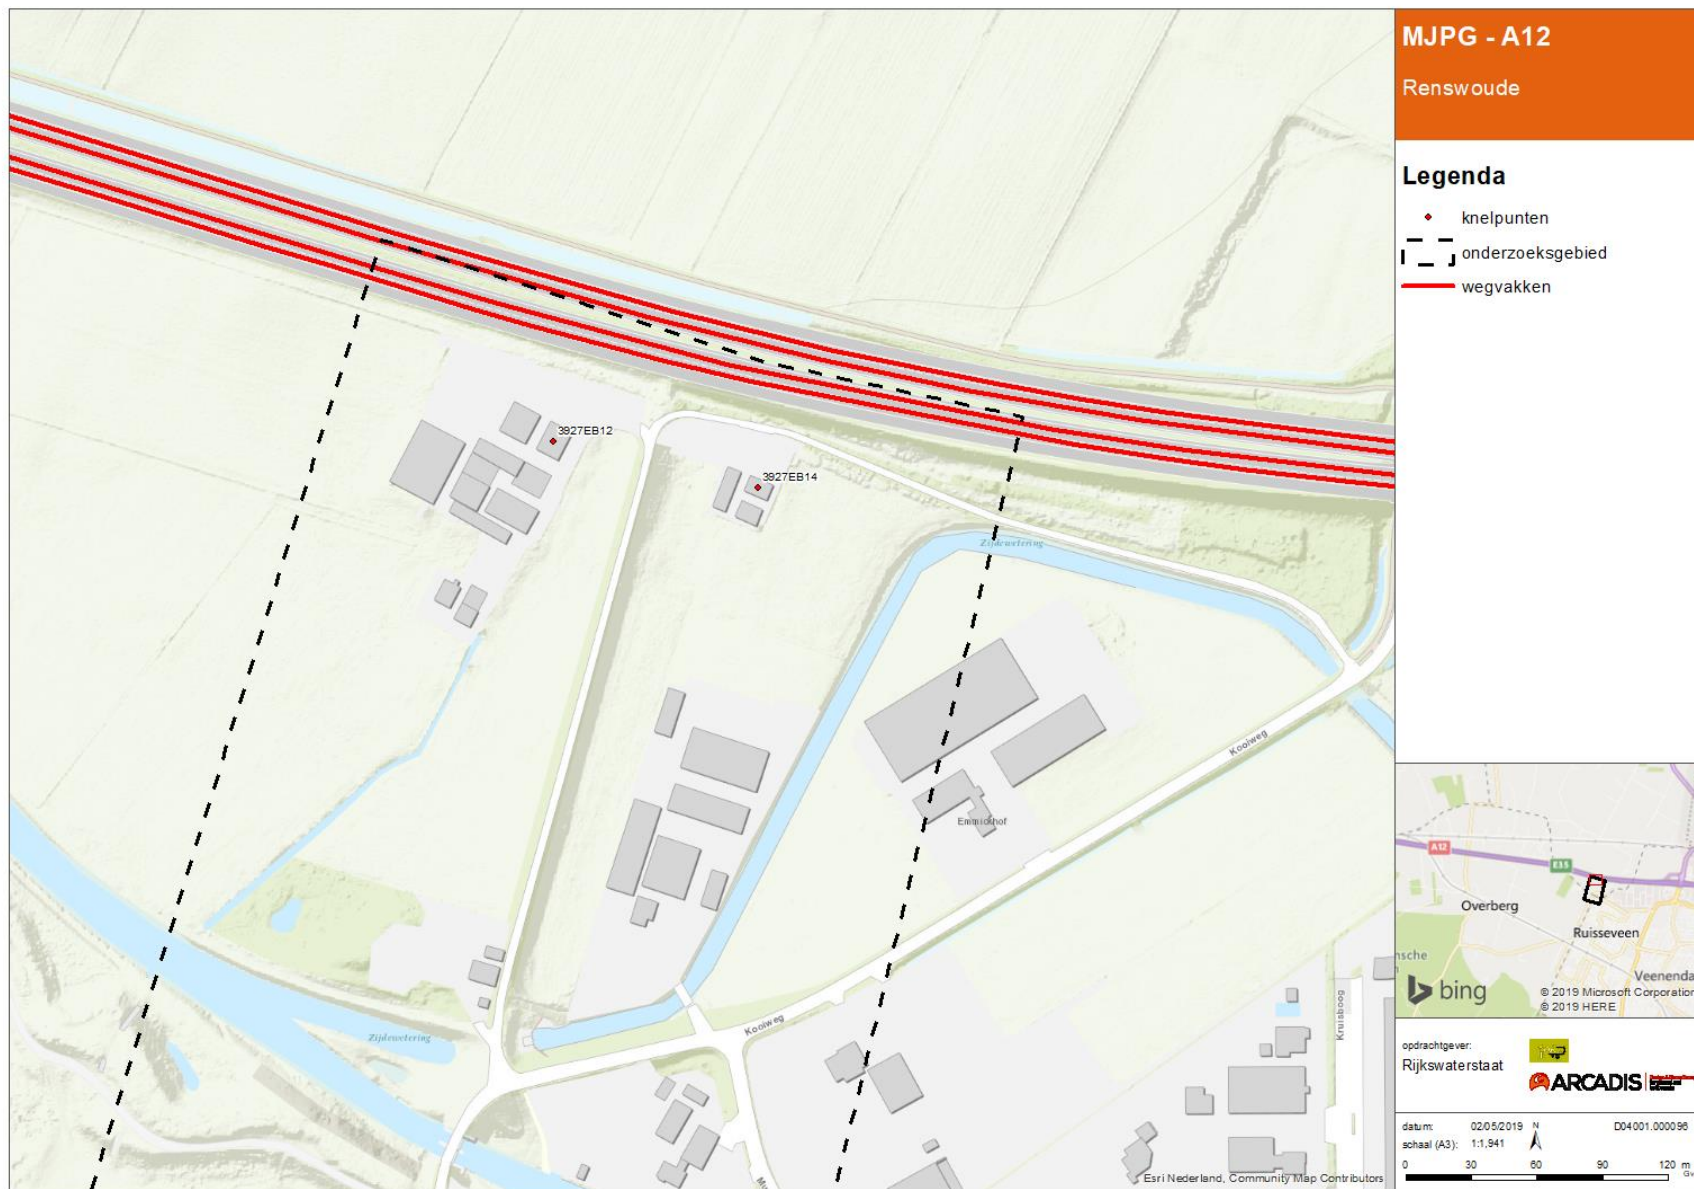 MJPG - A12
Renswoude
Legenda
knelpunten
onderzoeksgebied
wegvakken
3927EB12
3927EB14
Zijdewetering
Kooiweg
Emmickhof
Zijdewetering
Kooiweg
Kruisboog
Esri Nederland, Community Map Contributors
A12
E35
Overberg
Ruisseveen
nsche
Veenenda
bing
© 2019 Microsoft Corporation
© 2019 HERE
opdrachtgever:
Rijkswaterstaat
ARCADIS
datum: 02/05/2019 N D04001.000096
schaal (A3): 1:1,941
0 30 60 90 120 m